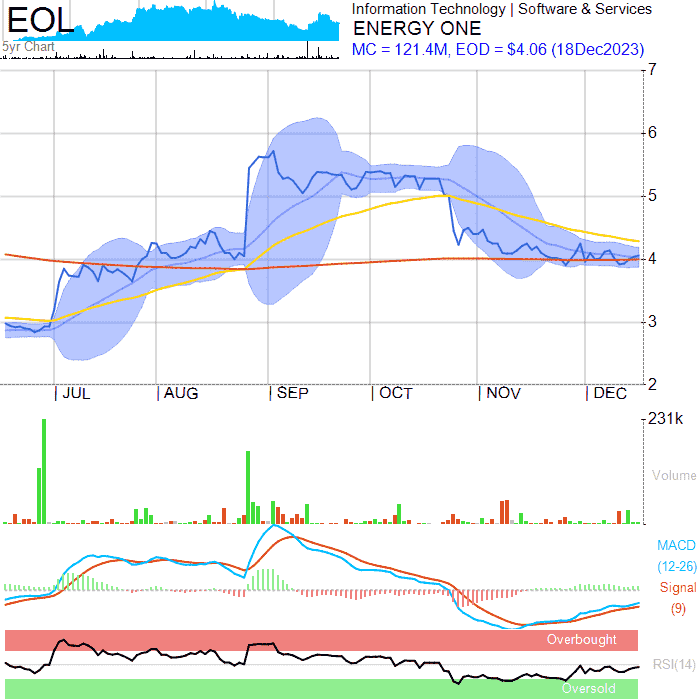 EOL
5yr Chart
Information Technology | Software & Services
ENERGY ONE
MC = 121.4M, EOD = $4.06 (18Dec2023)
7
6
5
4
3
2
JUL AUG SEP OCT NOV DEC
231k
Volume
MACD
(12-26)
Signal
(9)
Overbought
RSI(14)
Oversold